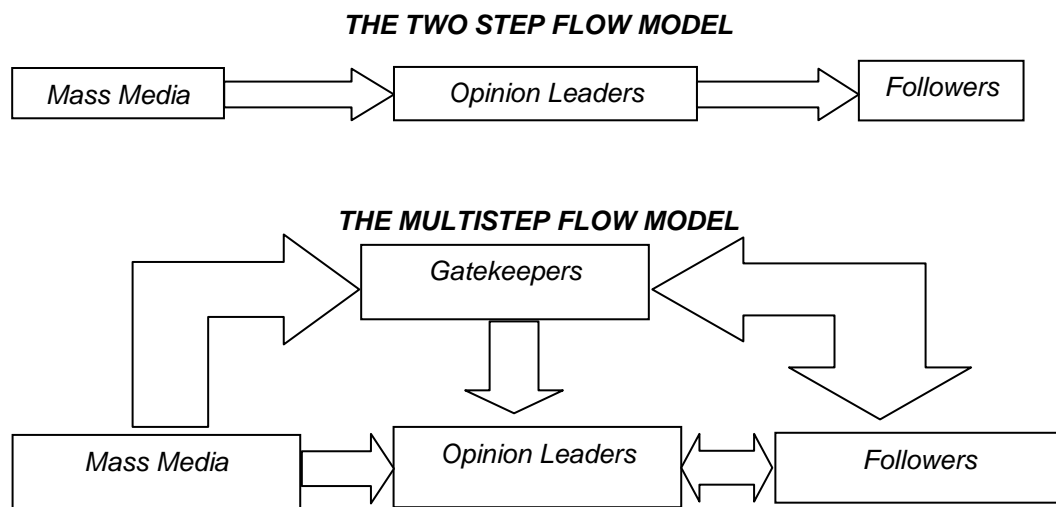 THE TWO STEP FLOW MODEL
Mass Media
Opinion Leaders
Followers
THE MULTISTEP FLOW MODEL
Gatekeepers
Mass Media
Opinion Leaders
Followers